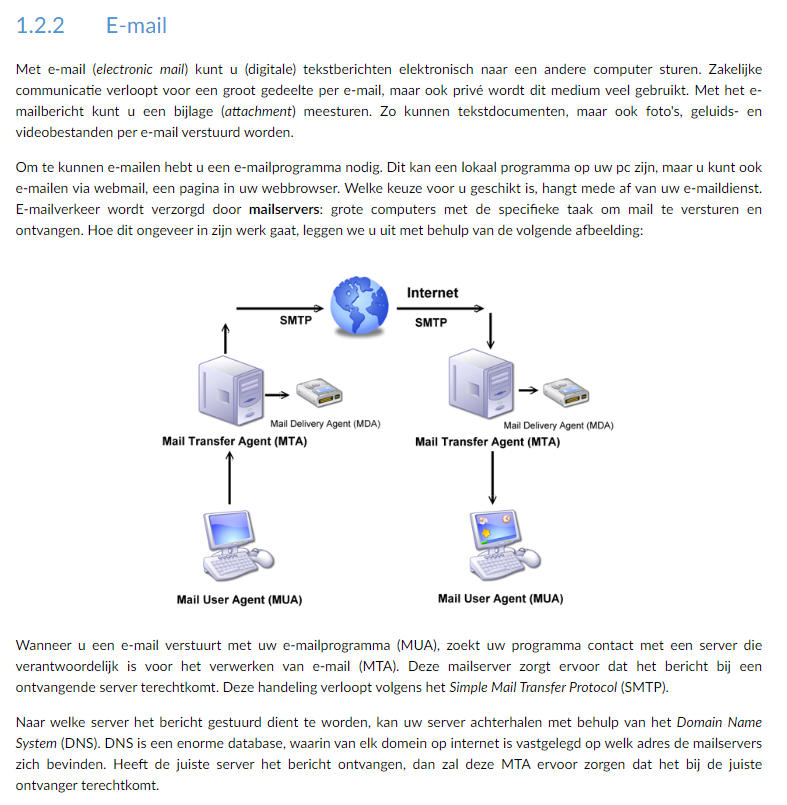 1.2.2 E-mail
Met e-mail (electronic mail) kunt u (digitale) tekstberichten elektronisch naar een andere computer sturen. Zakelijke
communicatie verloopt voor een groot gedeelte per e-mail, maar ook privé wordt dit medium veel gebruikt. Met het e-
mailbericht kunt u een bijlage (attachment) meesturen. Zo kunnen tekstdocumenten, maar ook foto's, geluids- en
videobestanden per e-mail verstuurd worden.
Om te kunnen e-mailen hebt u een e-mailprogramma nodig. Dit kan een lokaal programma op uw pc zijn, maar u kunt ook
e-mailen via webmail, een pagina in uw webbrowser. Welke keuze voor u geschikt is, hangt mede af van uw e-maildienst.
E-mailverkeer wordt verzorgd door mailservers: grote computers met de specifieke taak om mail te versturen en
ontvangen. Hoe dit ongeveer in zijn werk gaat, leggen we u uit met behulp van de volgende afbeelding:
Internet
SMTP
SMTP
Mail Delivery Agent (MDA)
Mail Delivery Agent (MDA)
Mail Transfer Agent (MTA)
Mail Transfer Agent (MTA)
Mail User Agent (MUA)
Mail User Agent (MUA)
Wanneer u een e-mail verstuurt met uw e-mailprogramma (MUA), zoekt uw programma contact met een server die
verantwoordelijk is voor het verwerken van e-mail (MTA). Deze mailserver zorgt ervoor dat het bericht bij een
ontvangende server terechtkomt. Deze handeling verloopt volgens het Simple Mail Transfer Protocol (SMTP).
Naar welke server het bericht gestuurd dient te worden, kan uw server achterhalen met behulp van het Domain Name
System (DNS). DNS is een enorme database, waarin van elk domein op internet is vastgelegd op welk adres de mailservers
zich bevinden. Heeft de juiste server het bericht ontvangen, dan zal deze MTA ervoor zorgen dat het bij de juiste
ontvanger terechtkomt.